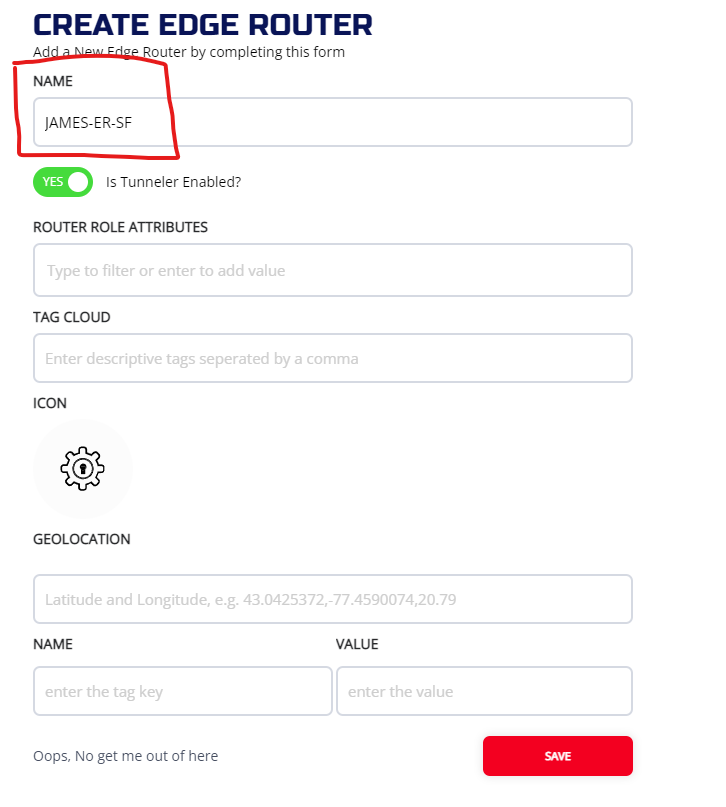 CREATE EDGE ROUTER
Add a New Edge Router by completing this form
NAME
JAMES-ER-SF
YES Is Tunneler Enabled?
ROUTER ROLE ATTRIBUTES
Type to filter or enter to add value
TAG CLOUD
Enter descriptive tags seperated by a comma
ICON
GEOLOCATION
Latitude and Longitude, e.g. 43.0425372,-77.4590074,20.79
NAME VALUE
enter the tag key enter the value
Oops, No get me out of here SAVE